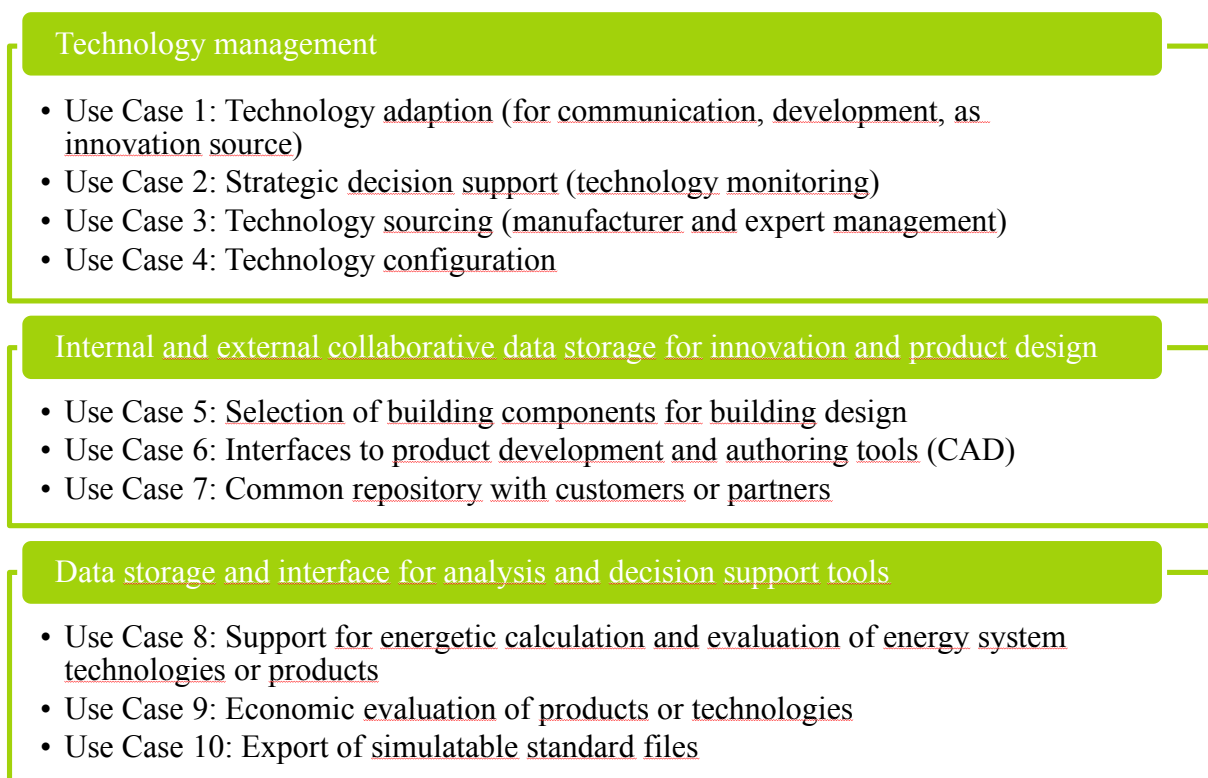 Technology management
• Use Case 1: Technology adaption (for communication, development, as
innovation source)
• Use Case 2: Strategic decision support (technology monitoring)
• Use Case 3: Technology sourcing (manufacturer and expert management)
• Use Case 4: Technology configuration
Internal and external collaborative data storage for innovation and product design
• Use Case 5: Selection of building components for building design
• Use Case 6: Interfaces to product development and authoring tools (CAD)
• Use Case 7: Common repository with customers or partners
Data storage and interface for analysis and decision support tools
• Use Case 8: Support for energetic calculation and evaluation of energy system
technologies or products
• Use Case 9: Economic evaluation of products or technologies
• Use Case 10: Export of simulatable standard files